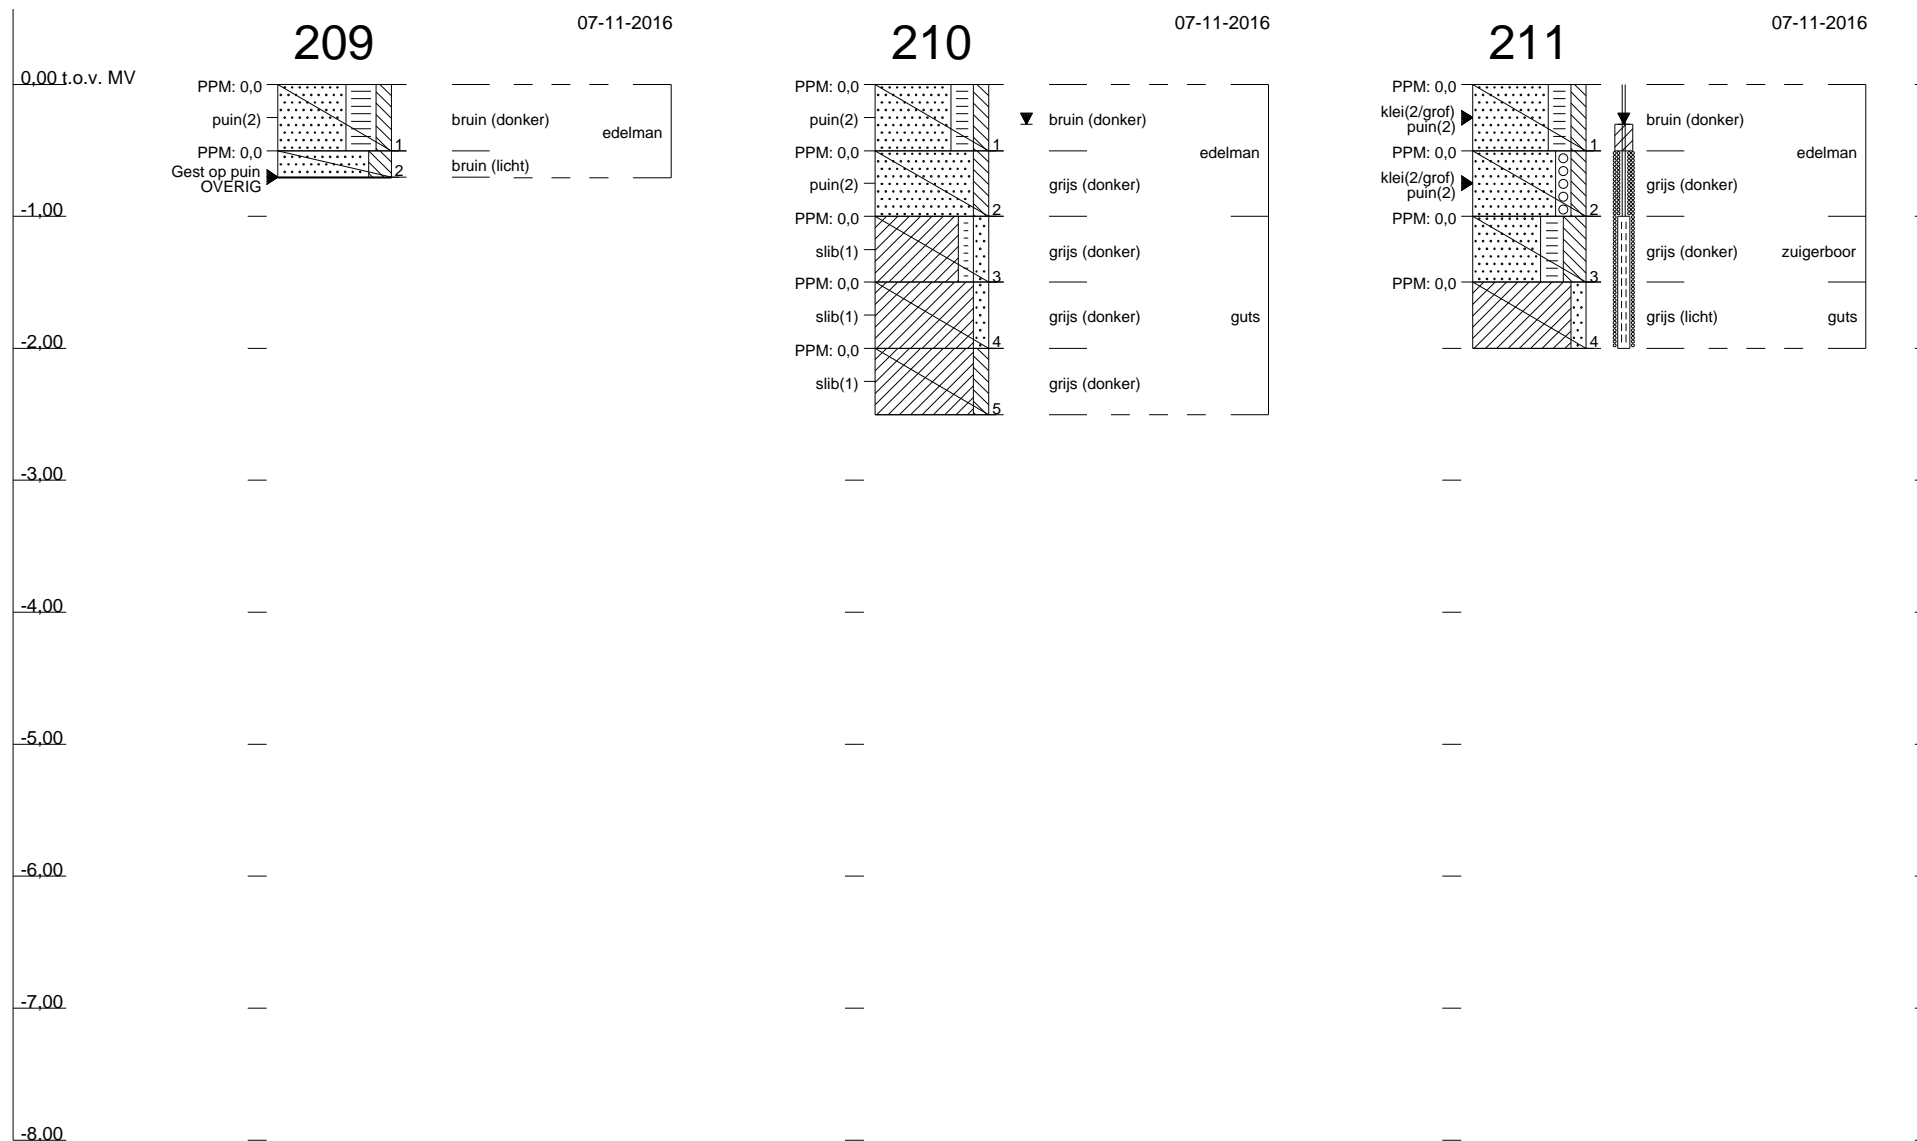 209
07-11-2016
210
07-11-2016
211
07-11-2016
0,00 t.o.v. MV
-1,00
-2,00
-3,00
-4,00
-5,00
-6,00
-7,00
-8,00
PPM: 0,0
puin(2)
PPM: 0,0
Gest op puin
OVERIG
1
2
bruin (donker)
bruin (licht)
edelman
PPM: 0,0
puin(2)
PPM: 0,0
puin(2)
PPM: 0,0
slib(1)
PPM: 0,0
slib(1)
PPM: 0,0
slib(1)
1
2
3
4
5
bruin (donker)
grijs (donker)
grijs (donker)
grijs (donker)
grijs (donker)
edelman
guts
PPM: 0,0
klei(2/grof)
puin(2)
PPM: 0,0
klei(2/grof)
puin(2)
PPM: 0,0
PPM: 0,0
1
2
3
4
bruin (donker)
grijs (donker)
grijs (donker)
grijs (licht)
edelman
zuigerboor
guts